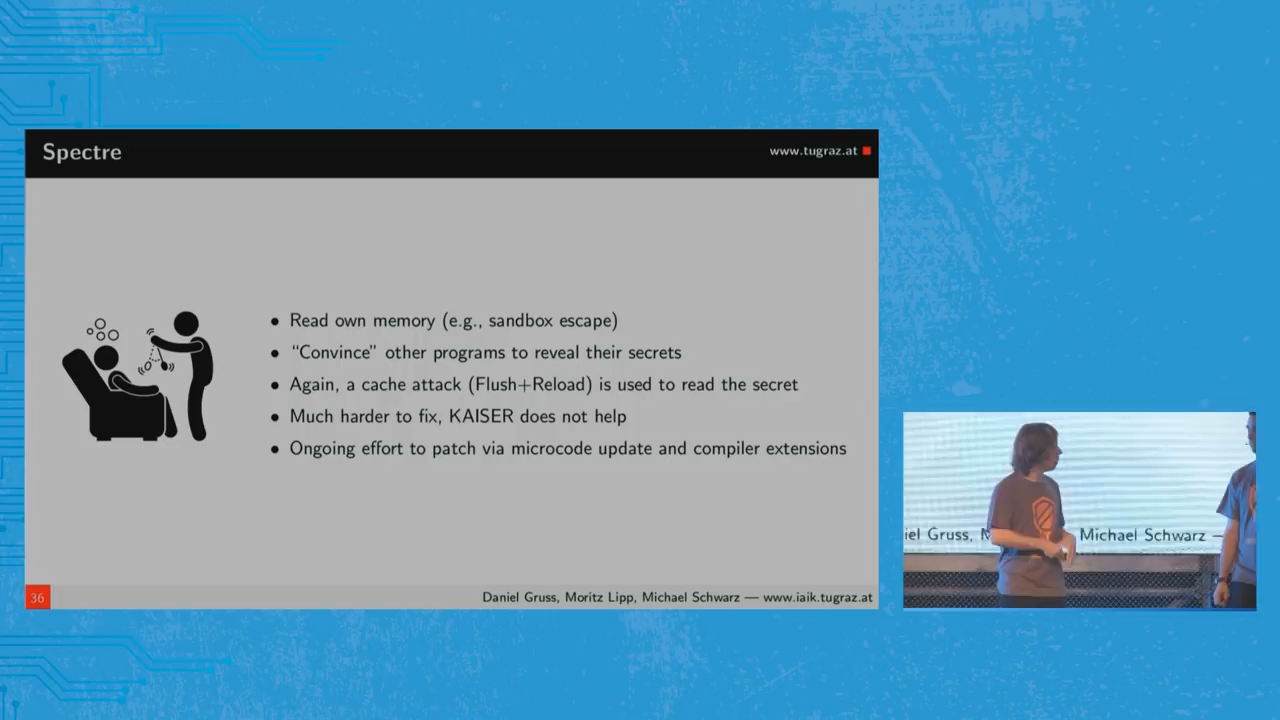 Spectre
www.tugraz.at
• Read own memory (e.g., sandbox escape)
• “Convince” other programs to reveal their secrets
• Again, a cache attack (Flush+Reload) is used to read the secret
• Much harder to fix, KAISER does not help
• Ongoing effort to patch via microcode update and compiler extensions
36
Daniel Gruss, Moritz Lipp, Michael Schwarz — www.iaik.tugraz.at
iel Gruss, M Michael Schwarz —